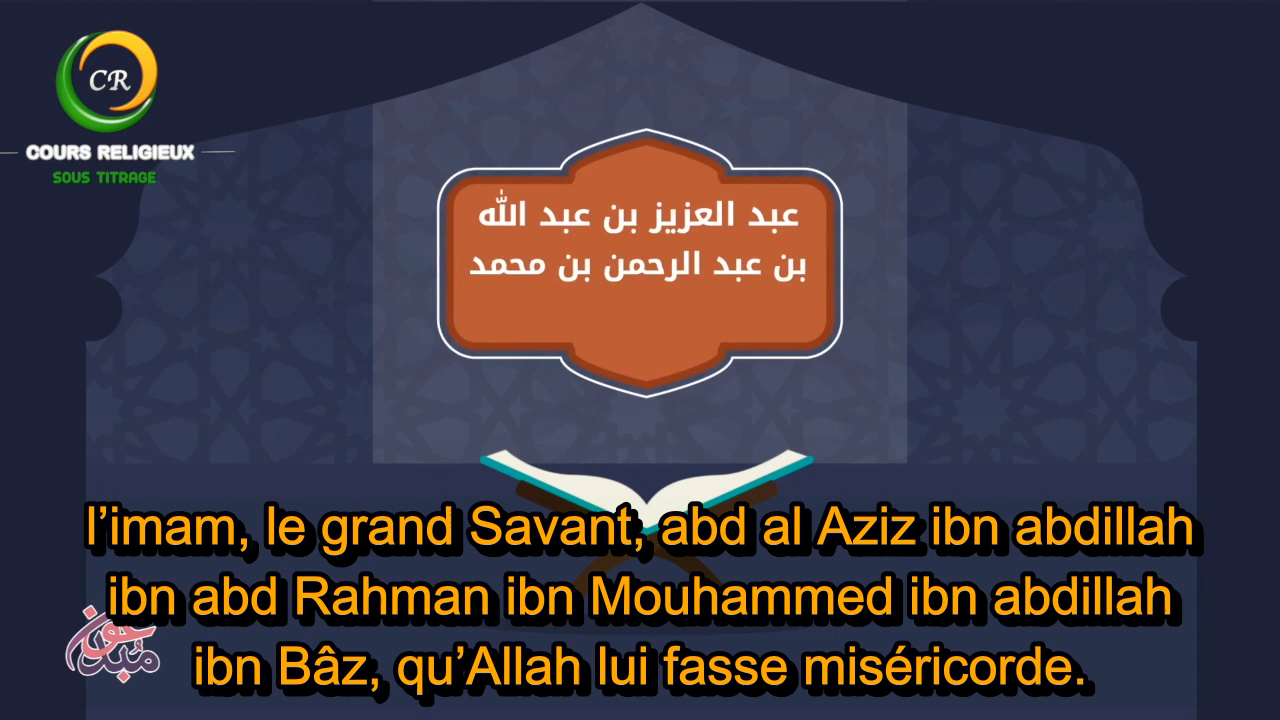 CR
COURS RELIGIEUX
SOUS TITRAGE
عبد العزيز بن عبد الله
بن عبد الرحمن بن محمد
l’imam, le grand Savant, abd al Aziz ibn abdillah
ibn abd Rahman ibn Mouhammed ibn abdillah
ibn Bâz, qu’Allah lui fasse miséricorde.